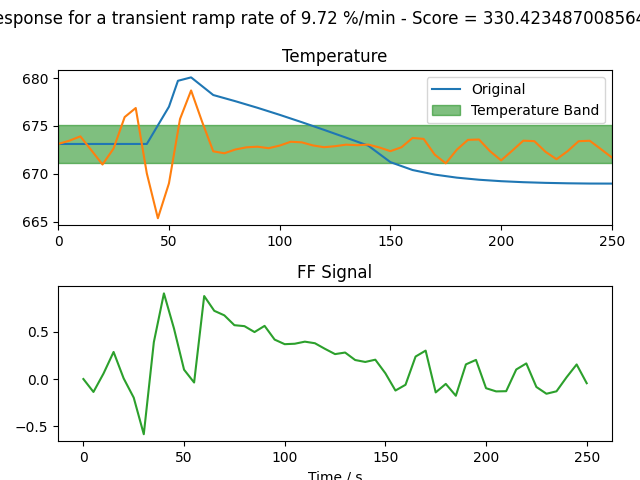 esponse for a transient ramp rate of 9.72 %/min - Score = 330.423487008564
Temperature
Original
Temperature Band
680
675
670
665
0 50 100 150 200 250
FF Signal
0.5
0.0
−0.5
0 50 100 150 200 250
Time / s